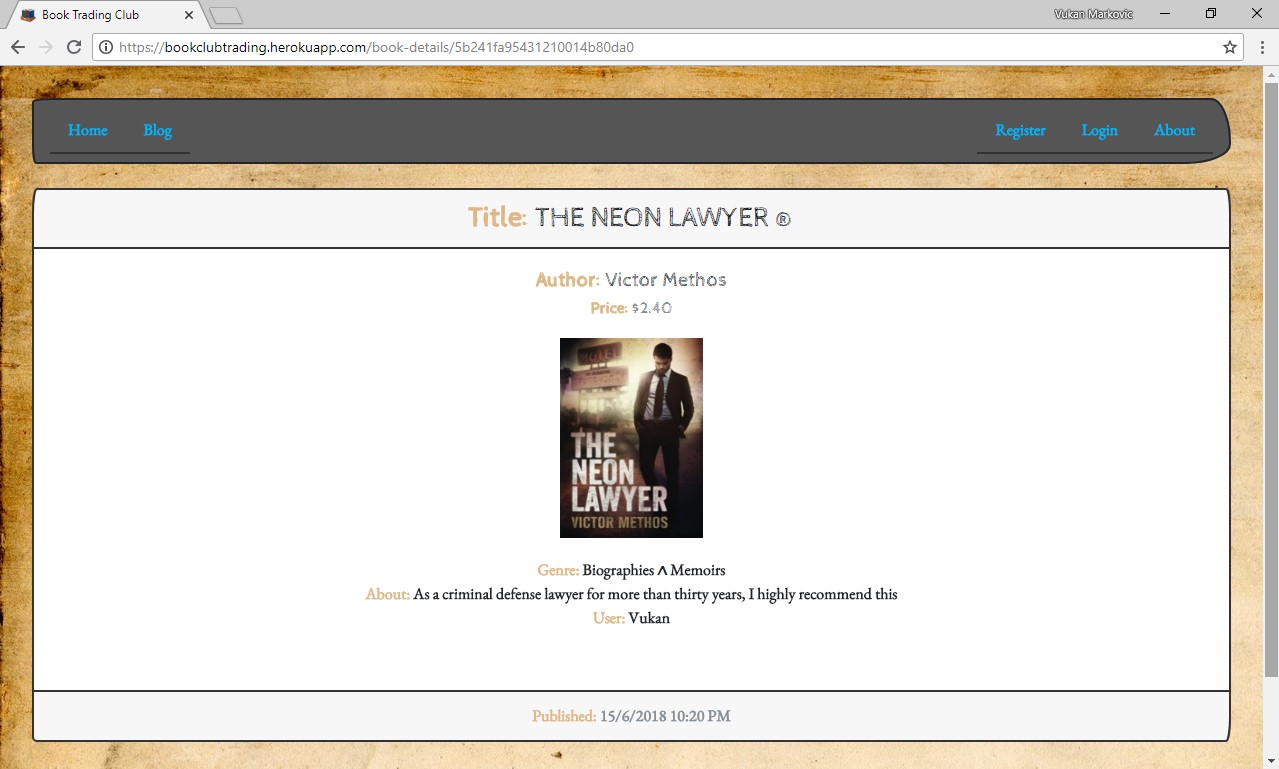 Book Trading Club
Vukan Markovic
https://bookclubtrading.herokuapp.com/book-details/5b241fa95431210014b80da0
Home Blog Register Login About
Title: THE NEON LAWYER ®
Author: Victor Methos
Price: $2.40
MOTEL
THE
NEON
LAWYER
VICTOR METHOS
Genre: Biographies ∧ Memoirs
About: As a criminal defense lawyer for more than thirty years, I highly recommend this
User: Vukan
Published: 15/6/2018 10:20 PM